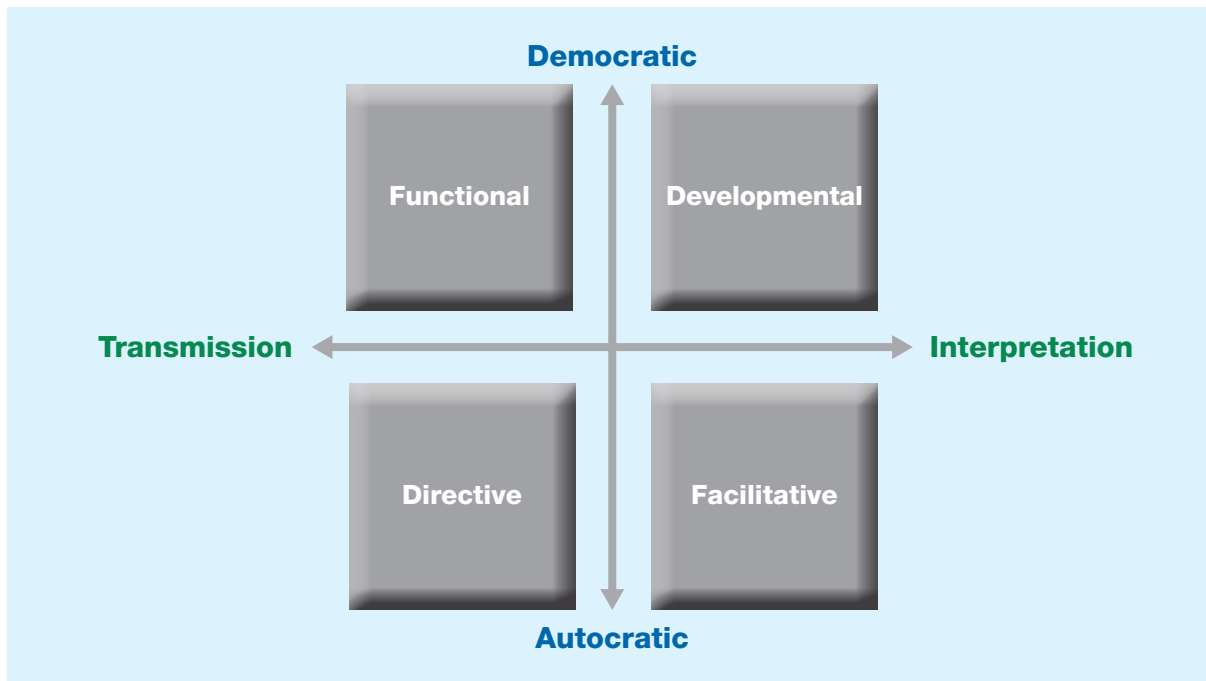 Democratic
Functional
Developmental
Transmission
Interpretation
Directive
Facilitative
Autocratic